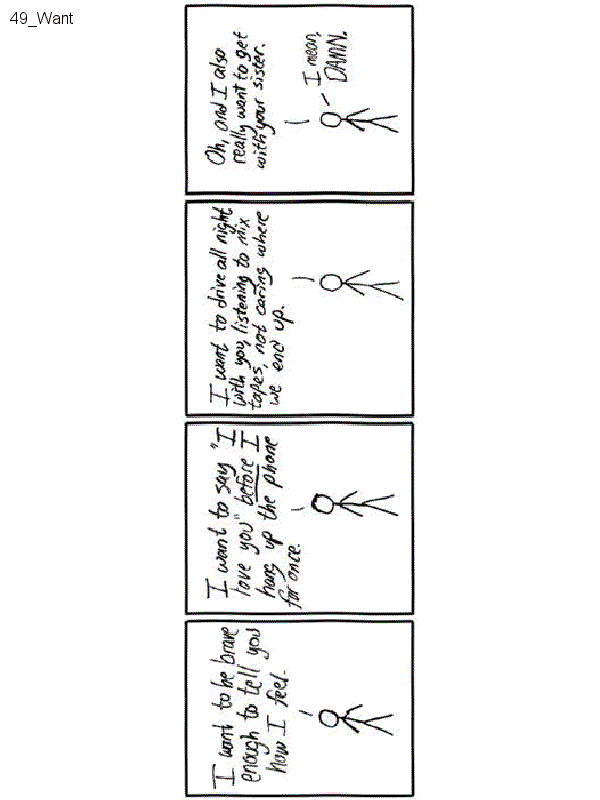 49_Want
I want to be brave
enough to tell you
how I feel.
I want to say "I
love you" before I
hang up the phone
for once.
I want to drive all night
with you, listening to mix
tapes, not caring where
we end up.
Oh, and I also
really want to get
with your sister.
I mean,
DAMN.